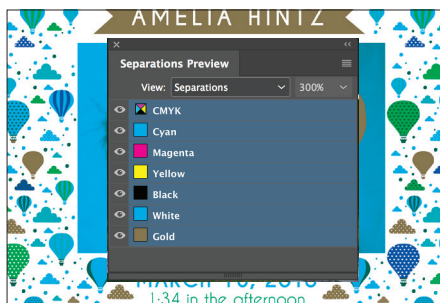 AMELIA HINTZ
Separations Preview
View: Separations 300%
CMYK
Cyan
Magenta
Yellow
Black
White
Gold
MARCH 10, 2018
1:34 in the afternoon